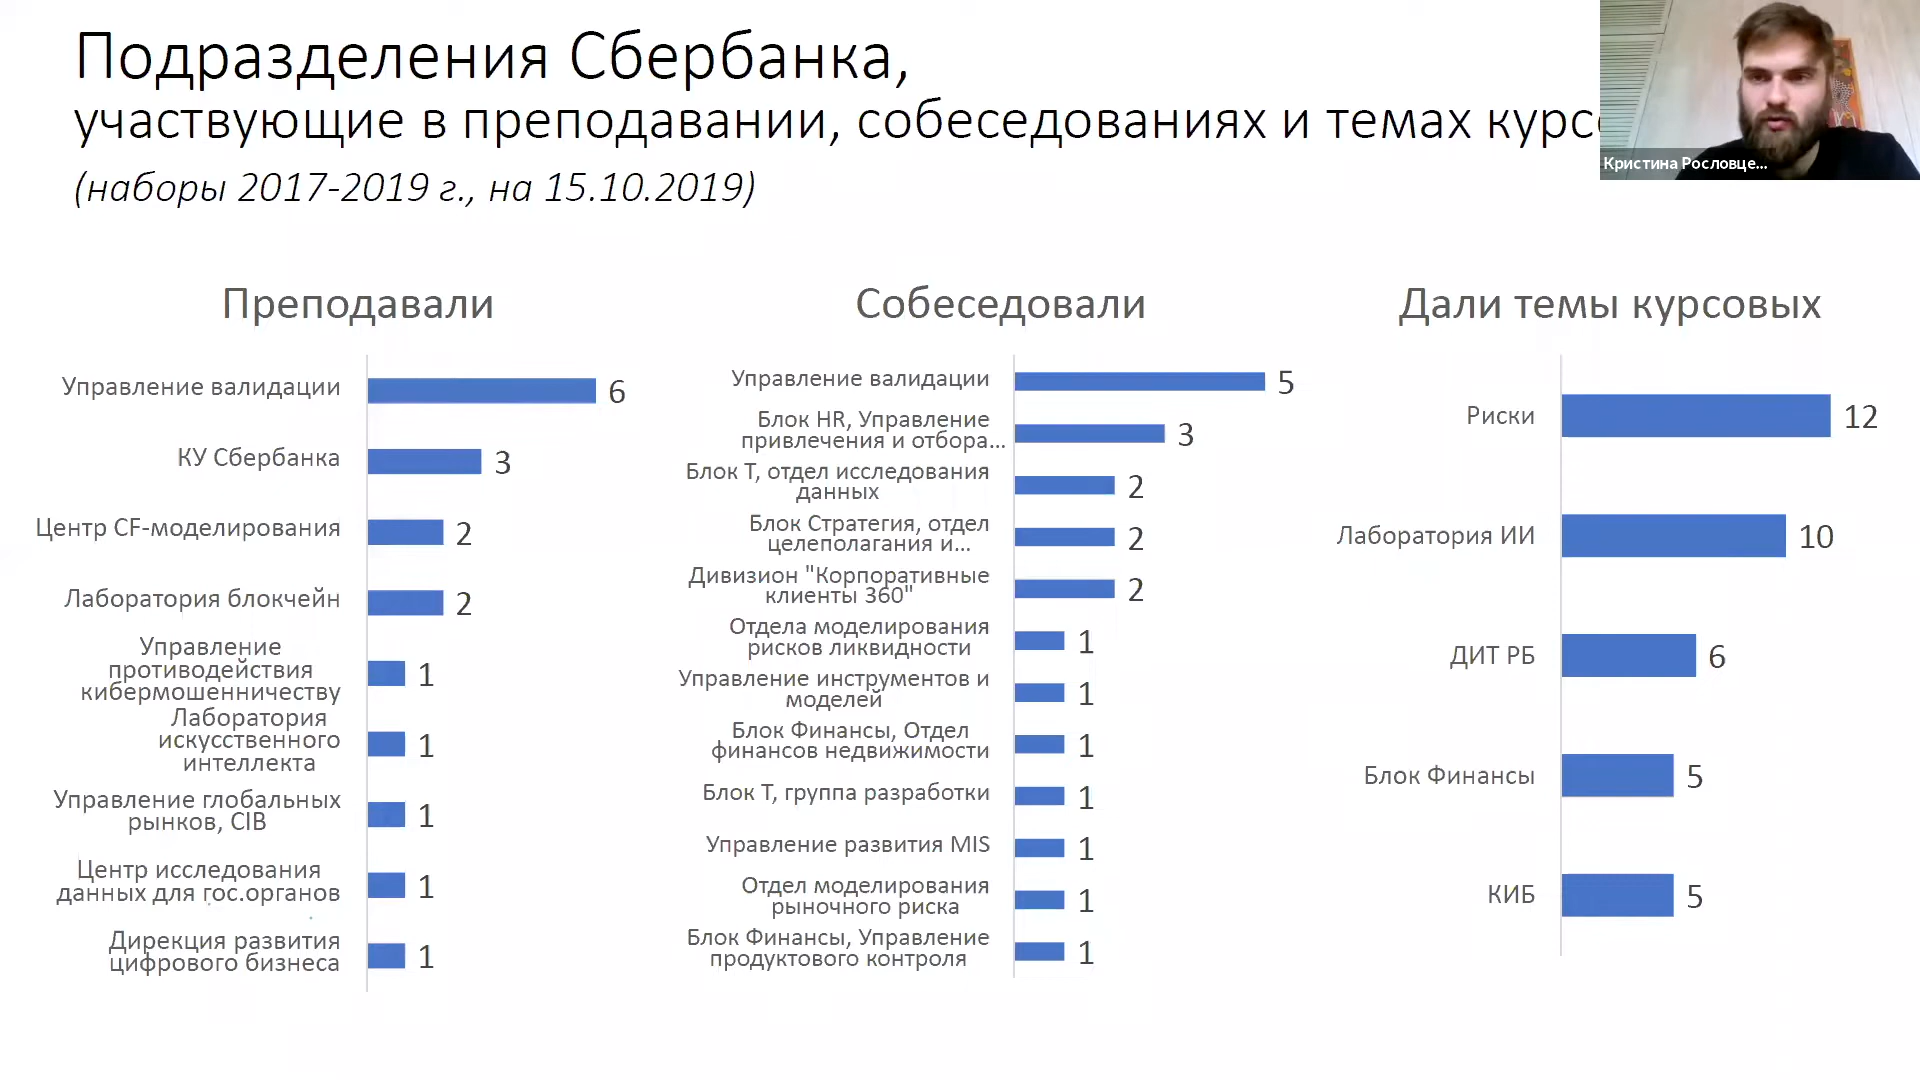 Подразделения Сбербанка,
участвующие в преподавании, собеседованиях и темах
(наборы 2017-2019 г., на 15.10.2019)
Кристина Рословце...
Преподавали
Управление валидации 6
КУ Сбербанка 3
Центр CF-моделирования 2
Лаборатория блокчейн 2
Управление
противодействия
кибермошенничеству 1
Лаборатория
искусственного
интеллекта 1
Управление глобальных
рынков, CIB 1
Центр исследования
данных для гос.органов 1
Дирекция развития
цифрового бизнеса 1
Собеседовали
Управление валидации 5
Блок HR, Управление
привлечения и отбора... 3
Блок Т, отдел исследования
данных 2
Блок Стратегия, отдел
целеполагания и... 2
Дивизион "Корпоративные
клиенты 360" 2
Отдела моделирования
рисков ликвидности 1
Управление инструментов и
моделей 1
Блок Финансы, Отдел
финансов недвижимости 1
Блок Т, группа разработки 1
Управление развития MIS 1
Отдел моделирования
рыночного риска 1
Блок Финансы, Управление
продуктового контроля 1
Дали темы курсовых
Риски 12
Лаборатория ИИ 10
ДИТ РБ 6
Блок Финансы 5
КИБ 5